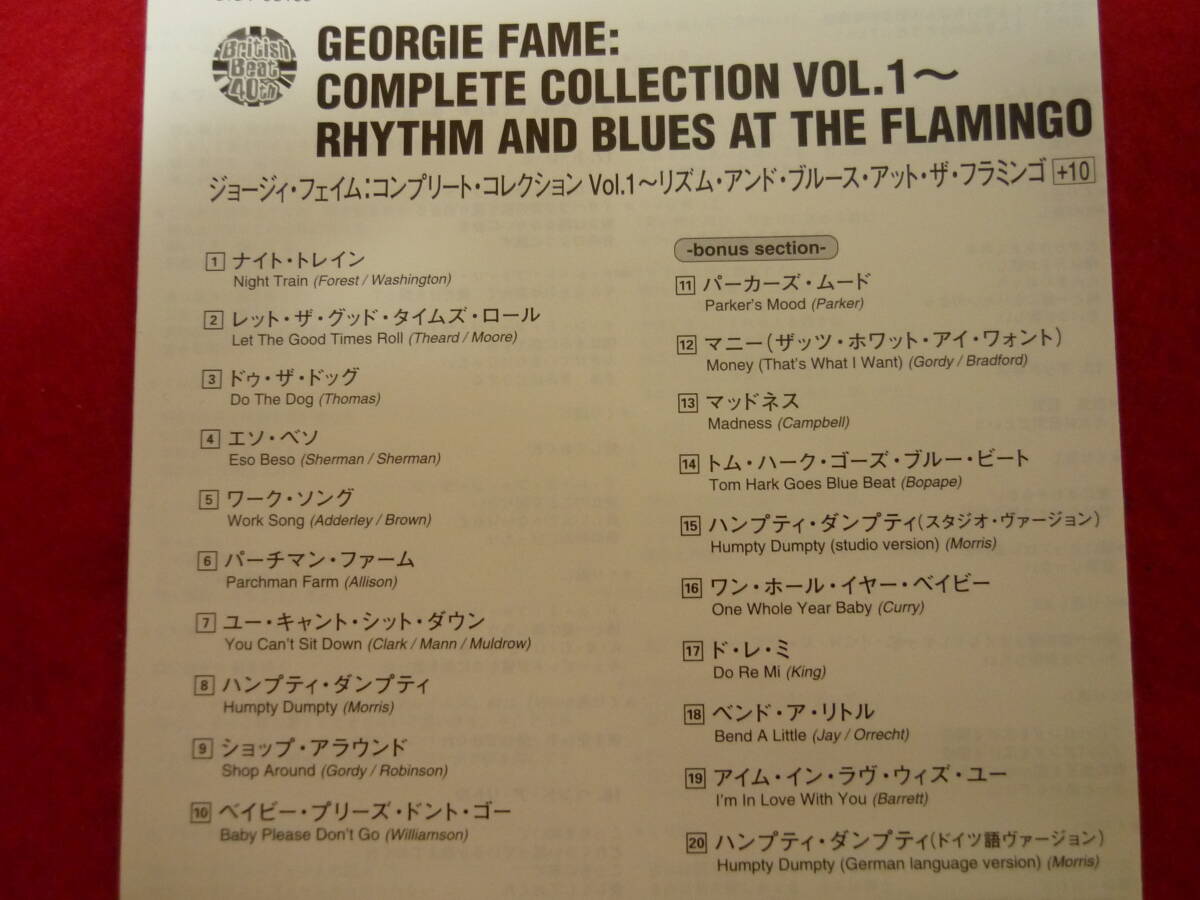 British
Beat
40th
GEORGIE FAME:
COMPLETE COLLECTION VOL.1～
RHYTHM AND BLUES AT THE FLAMINGO
ジョージィ・フェイム:コンプリート・コレクション Vol.1～リズム・アンド・ブルース・アット・ザ・フラミンゴ +10
1 ナイト・トレイン
Night Train (Forest / Washington)
2 レット・ザ・グッド・タイムズ・ロール
Let The Good Times Roll (Theard / Moore)
3 ドゥ・ザ・ドッグ
Do The Dog (Thomas)
4 エソ・ベソ
Eso Beso (Sherman / Sherman)
5 ワーク・ソング
Work Song (Adderley / Brown)
6 パーチマン・ファーム
Parchman Farm (Allison)
7 ユー・キャント・シット・ダウン
You Can't Sit Down (Clark / Mann / Muldrow)
8 ハンプティ・ダンプティ
Humpty Dumpty (Morris)
9 ショップ・アラウンド
Shop Around (Gordy / Robinson)
10 ベイビー・プリーズ・ドント・ゴー
Baby Please Don't Go (Williamson)
-bonus section-
11 パーカーズ・ムード
Parker's Mood (Parker)
12 マニー(ザッツ・ホワット・アイ・ウォント)
Money (That's What I Want) (Gordy / Bradford)
13 マッドネス
Madness (Campbell)
14 トム・ハーク・ゴーズ・ブルー・ビート
Tom Hark Goes Blue Beat (Bopape)
15 ハンプティ・ダンプティ(スタジオ・ヴァージョン)
Humpty Dumpty (studio version) (Morris)
16 ワン・ホール・イヤー・ベイビー
One Whole Year Baby (Curry)
17 ド・レ・ミ
Do Re Mi (King)
18 ベンド・ア・リトル
Bend A Little (Jay / Orrecht)
19 アイム・イン・ラヴ・ウィズ・ユー
I'm In Love With You (Barrett)
20 ハンプティ・ダンプティ(ドイツ語ヴァージョン)
Humpty Dumpty (German language version) (Morris)